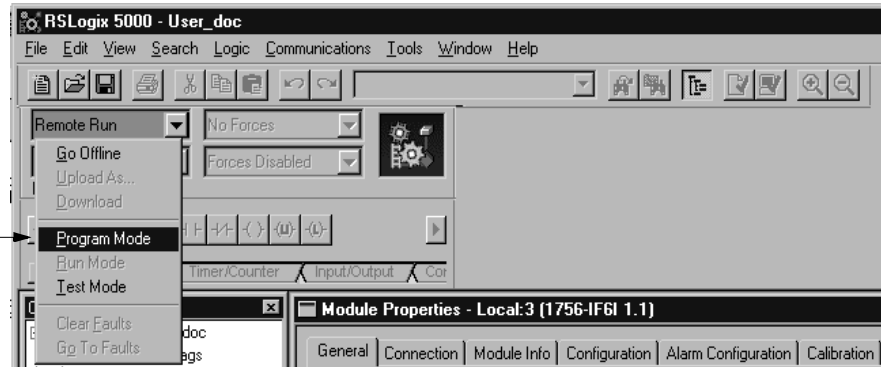 RSLogix 5000 - User_doc
File Edit View Search Logic Communications Tools Window Help
Remote Run
No Forces
Go Offline
Forces Disabled
Upload As...
Download
Program Mode
Run Mode
Timer/Counter Input/Output
Test Mode
Module Properties - Local:3 (1756-IF6I 1.1)
Clear Faults
doc
Go To Faults
ags
General Connection Module Info Configuration Alarm Configuration Calibration